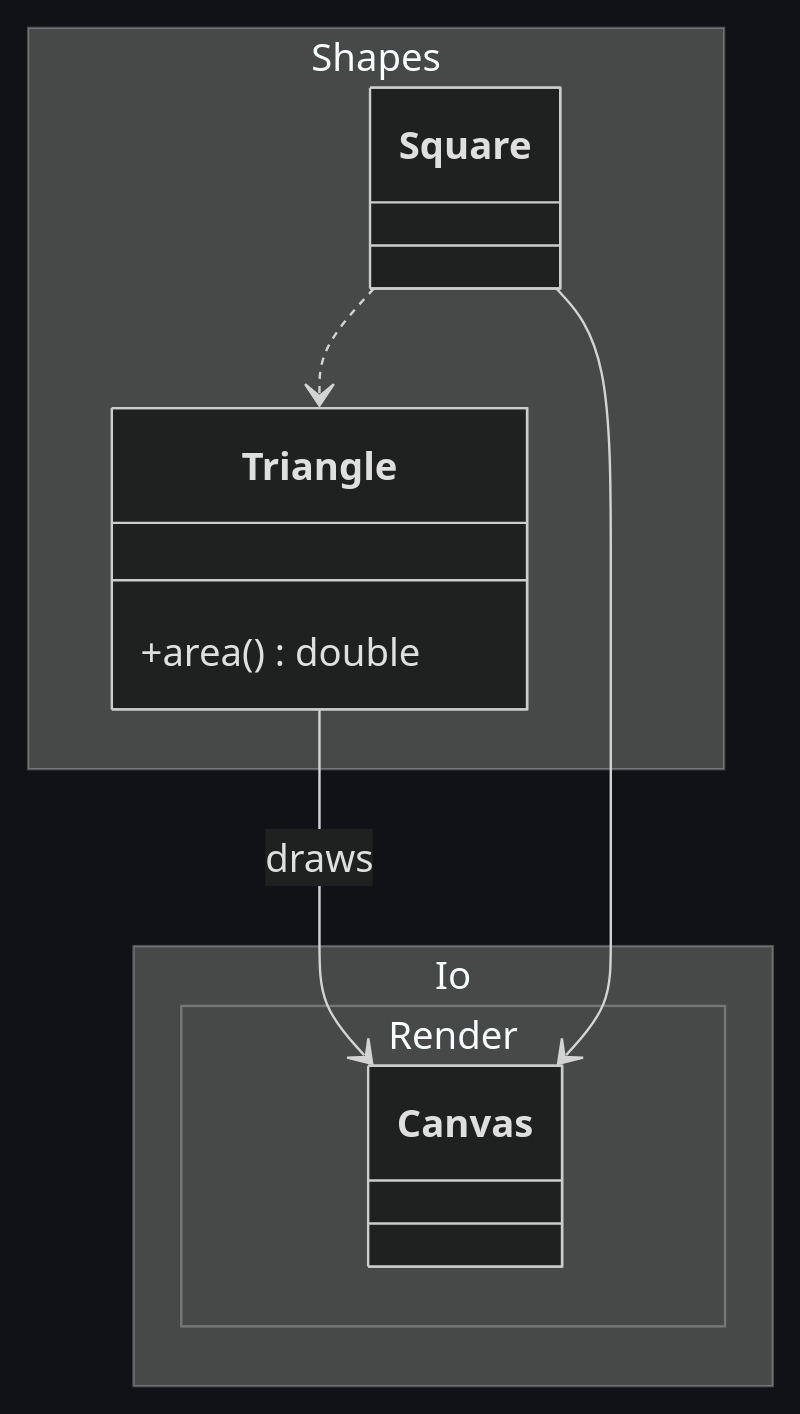 Shapes
Square
Triangle
+area() : double
draws
Io
Render
Canvas